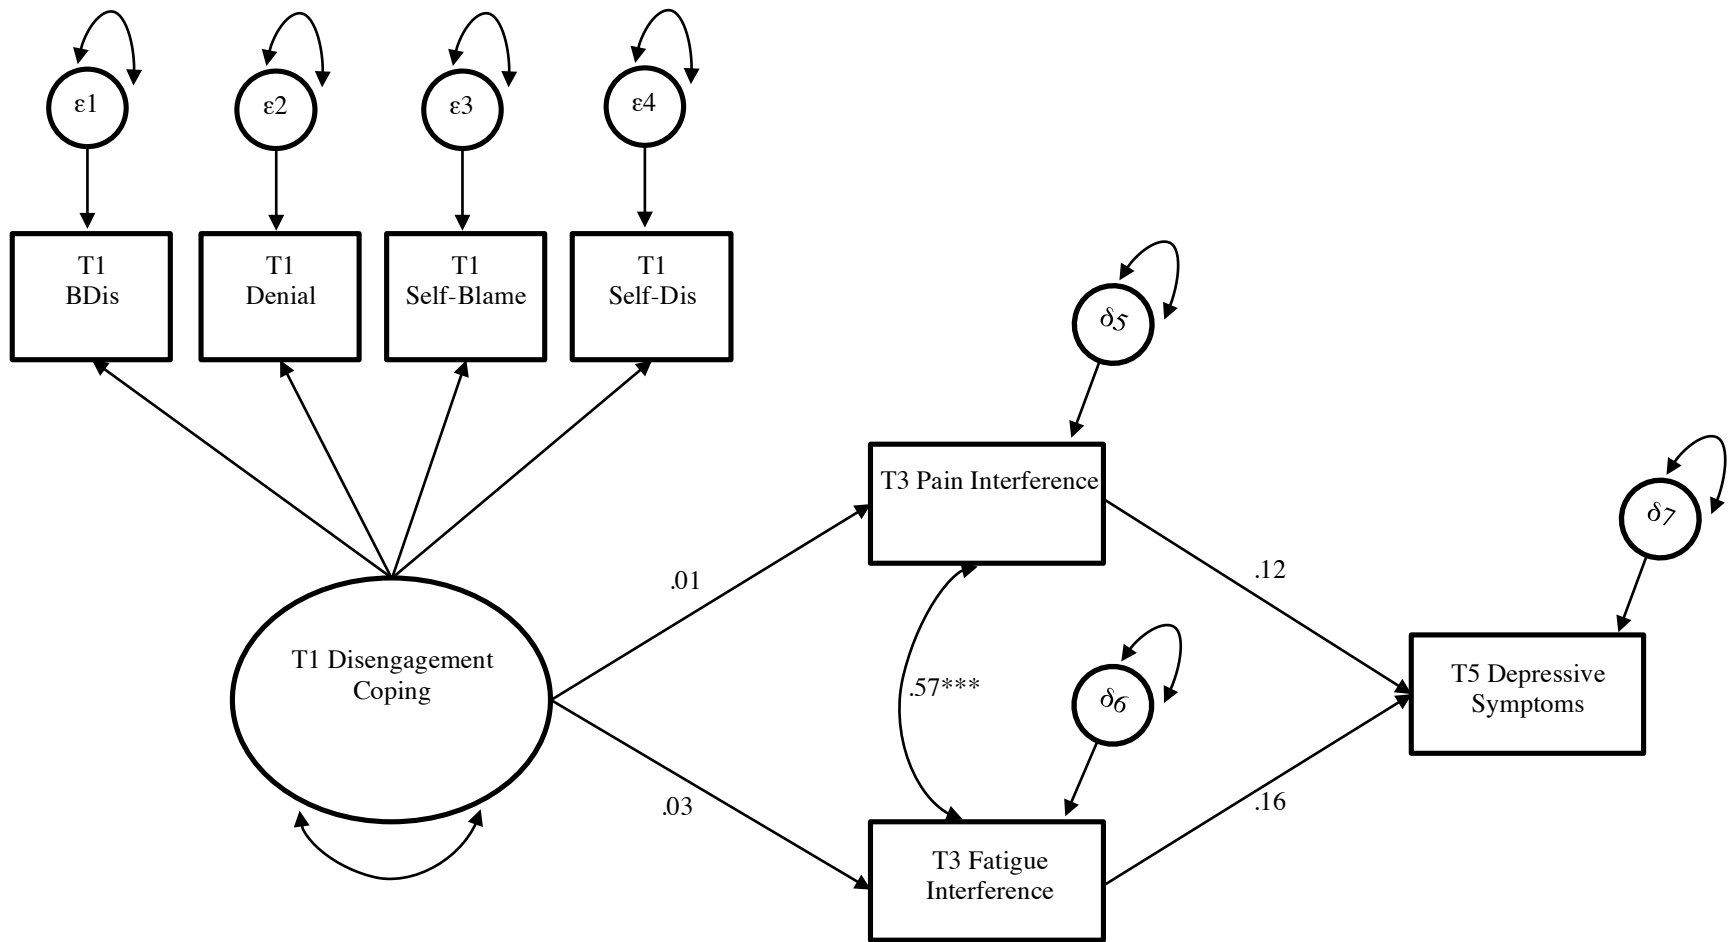 ε1
ε2
ε3
ε4
T1
BDis
T1
Denial
T1
Self-Blame
T1
Self-Dis
δ5
T3 Pain Interference
δ7
.01
.12
T1 Disengagement
Coping
.57***
δ6
T5 Depressive
Symptoms
.03
.16
T3 Fatigue
Interference